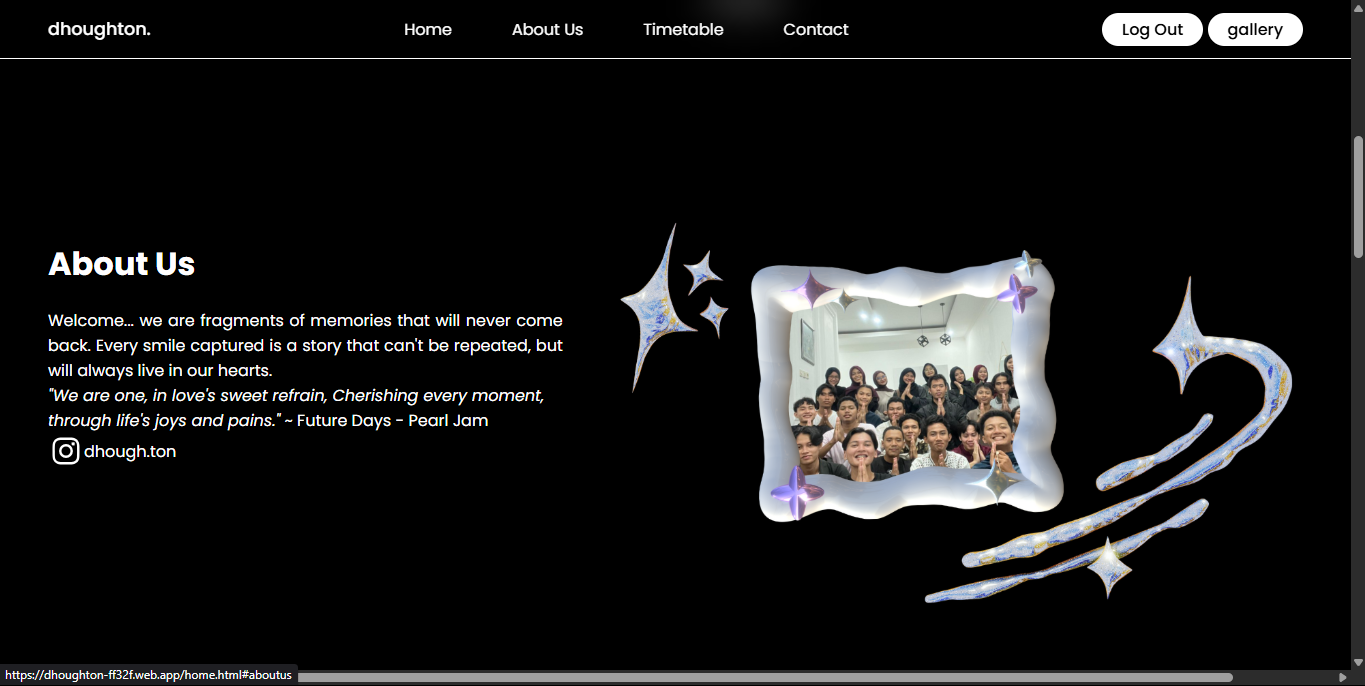 dhoughton.
Home
About Us
Timetable
Contact
Log Out
gallery
About Us
Welcome... we are fragments of memories that will never come
back. Every smile captured is a story that can't be repeated, but
will always live in our hearts.
"We are one, in love's sweet refrain, Cherishing every moment,
through life's joys and pains." ~ Future Days - Pearl Jam
dhough.ton
https://dhoughton-ff32f.web.app/home.html#aboutus